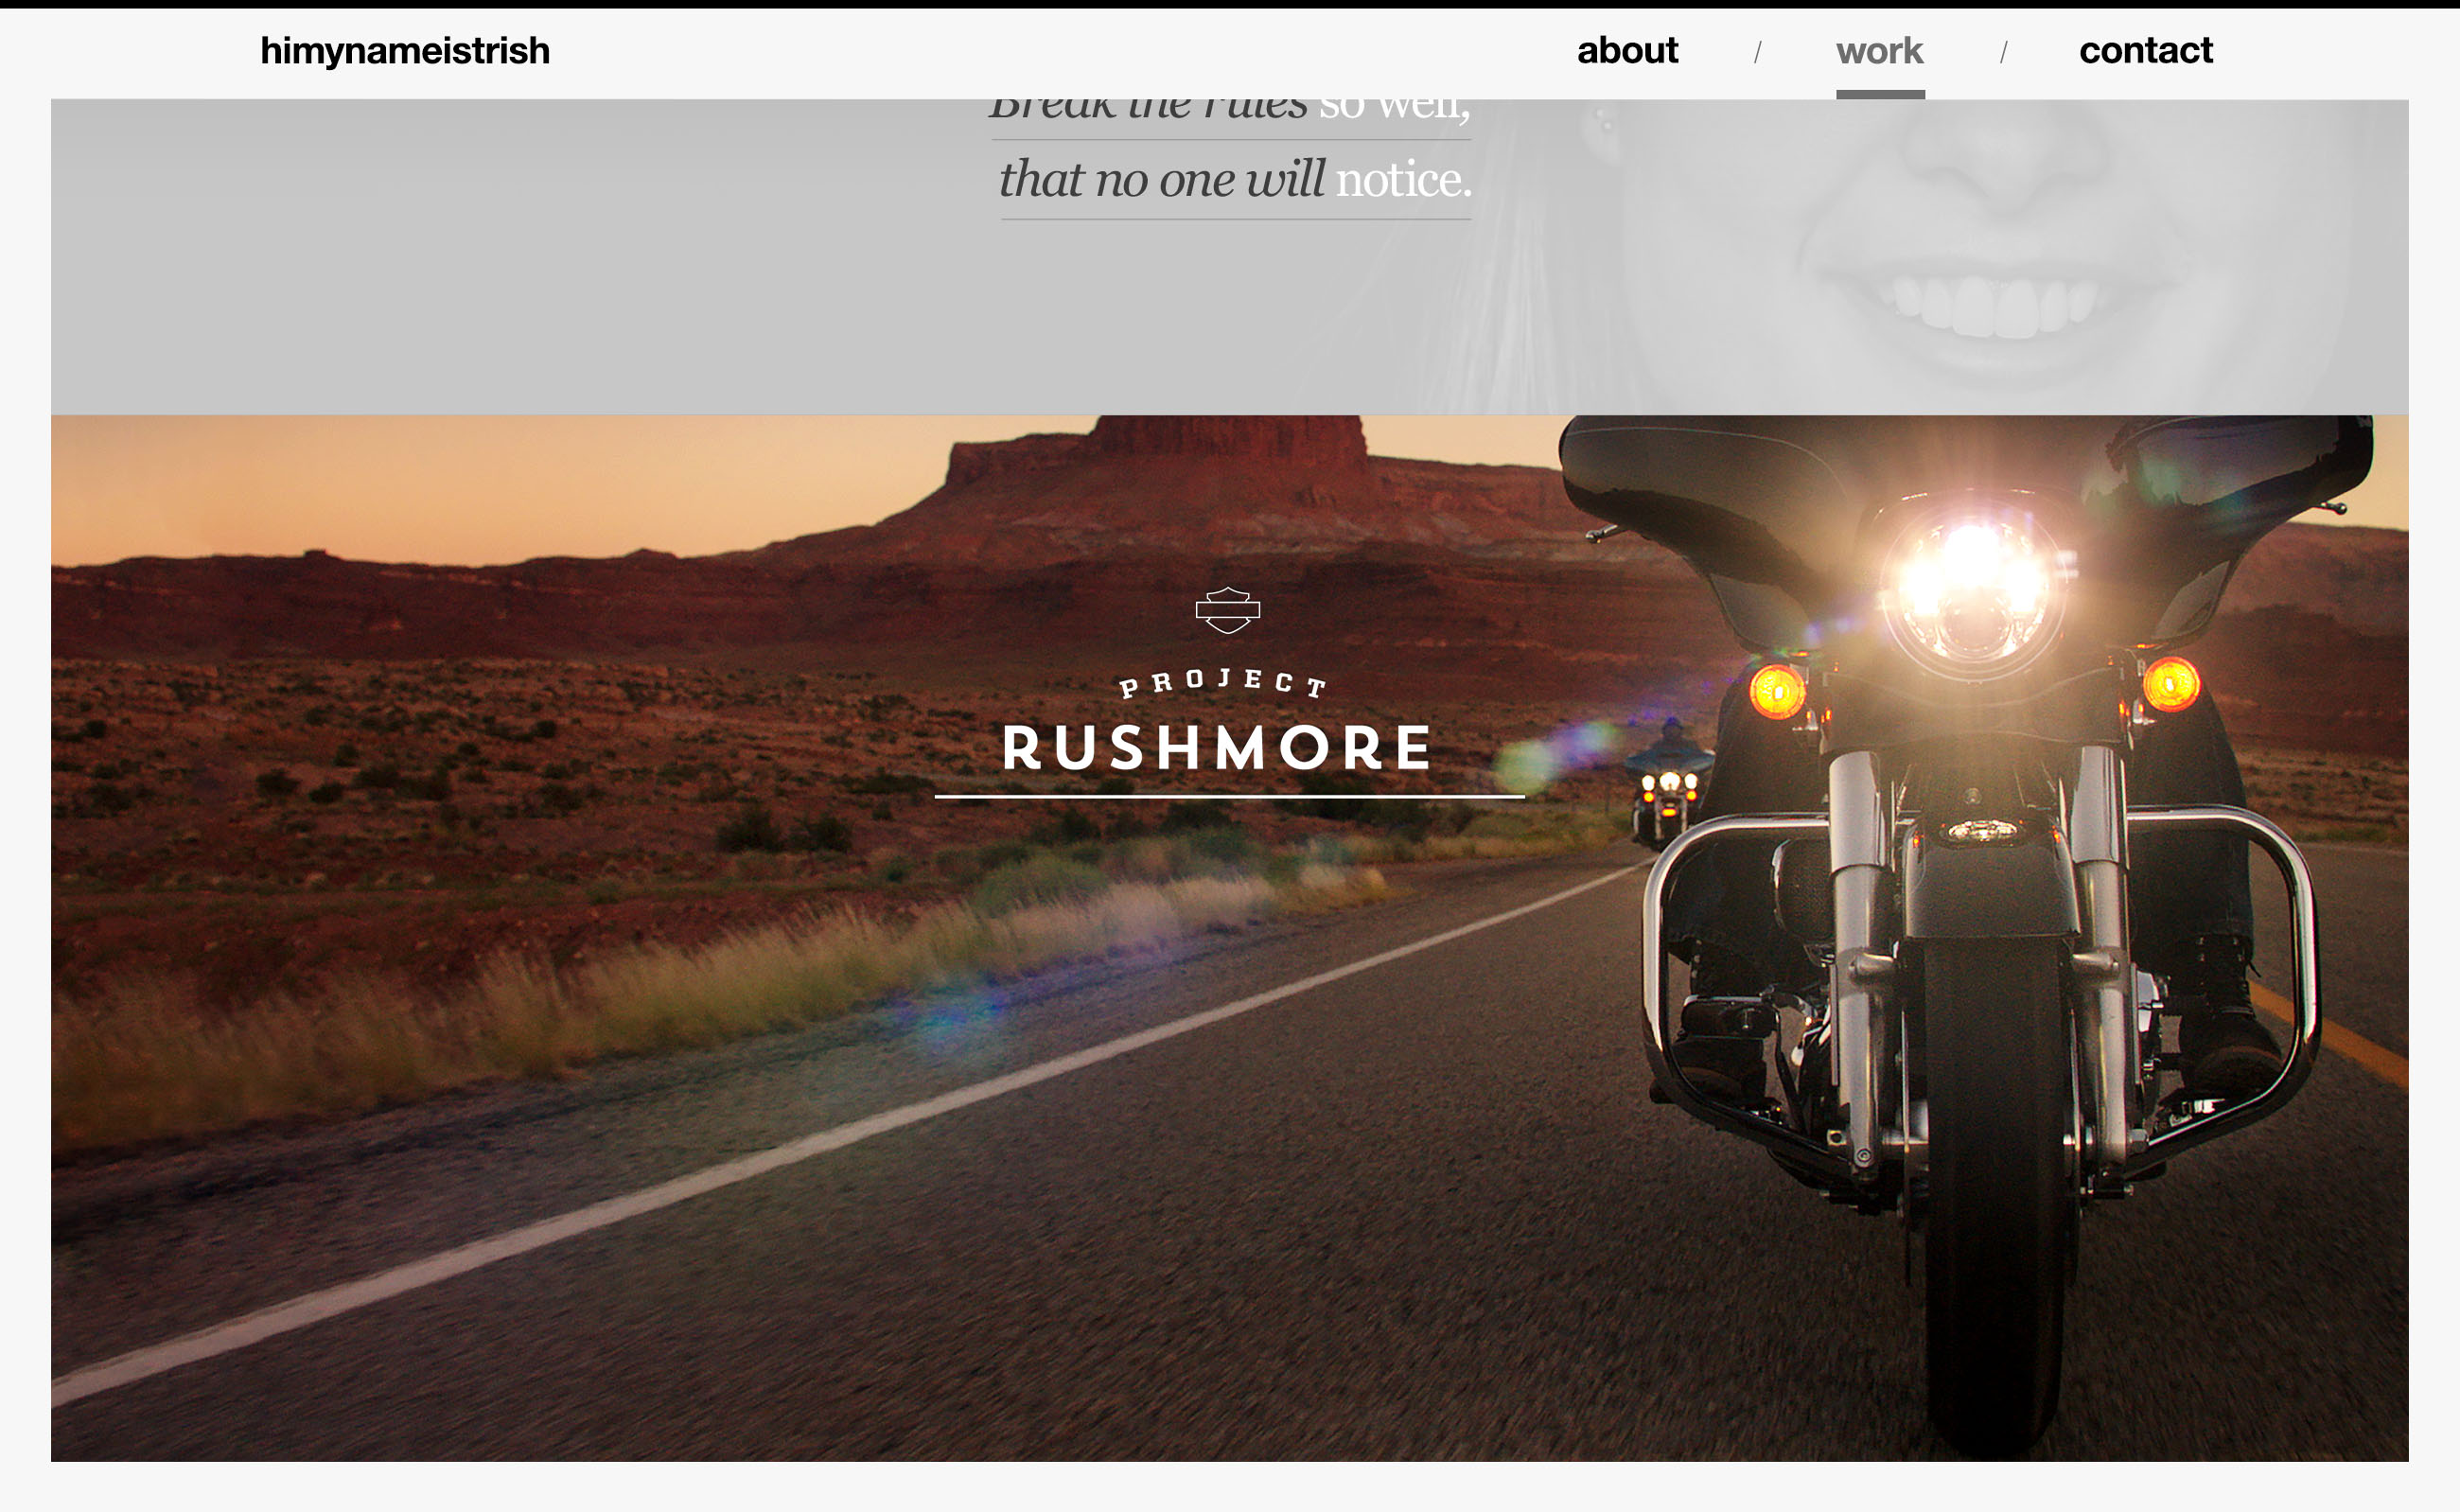 himynameistrish
about / work / contact
Break the rules so well,
that no one will notice.
PROJECT
RUSHMORE